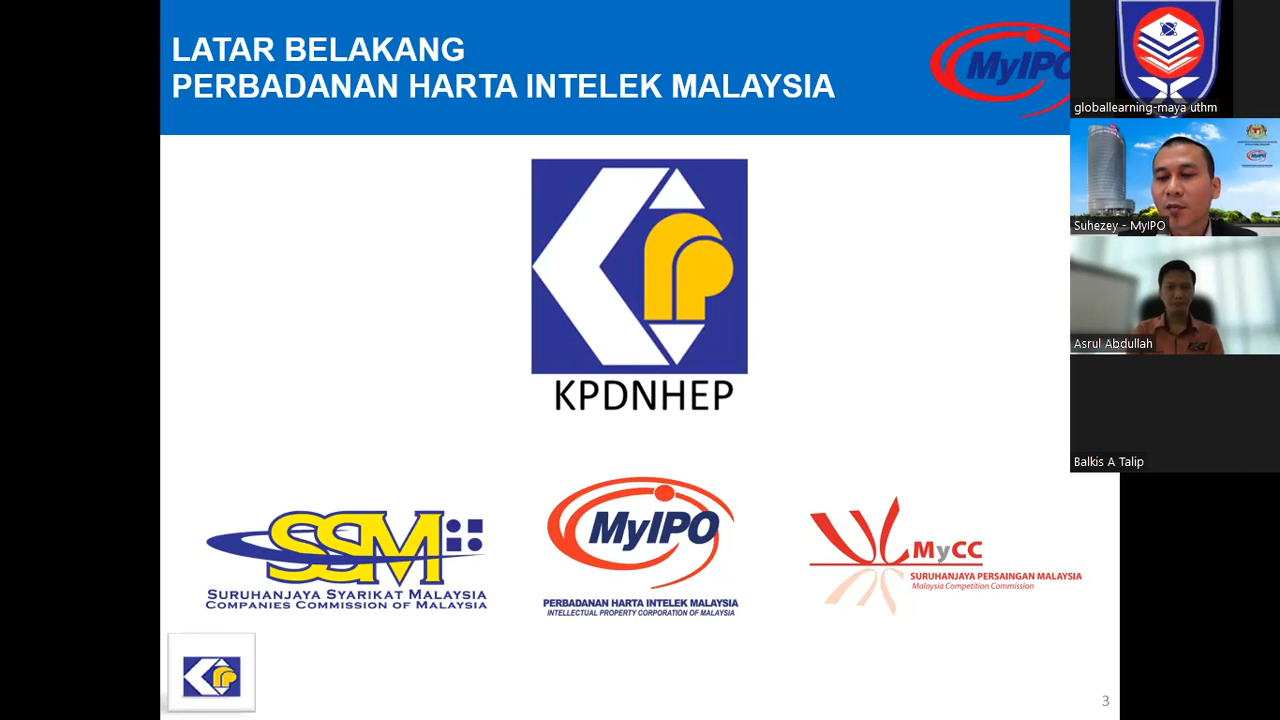 LATAR BELAKANG
PERBADANAN HARTA INTELEK MALAYSIA
MyIPO
KPDNHEP
SSM
SURUHANJAYA SYARIKAT MALAYSIA
COMPANIES COMMISSION OF MALAYSIA
MyIPO
PERBADANAN HARTA INTELEK MALAYSIA
INTELLECTUAL PROPERTY CORPORATION OF MALAYSIA
MyCC
SURUHANJAYA PERSAINGAN MALAYSIA
Malaysia Competition Commission
3
globallearning-maya uthm
MyIPO
Suhezey - MyIPO
Asrul Abdullah
Balkis A Talip